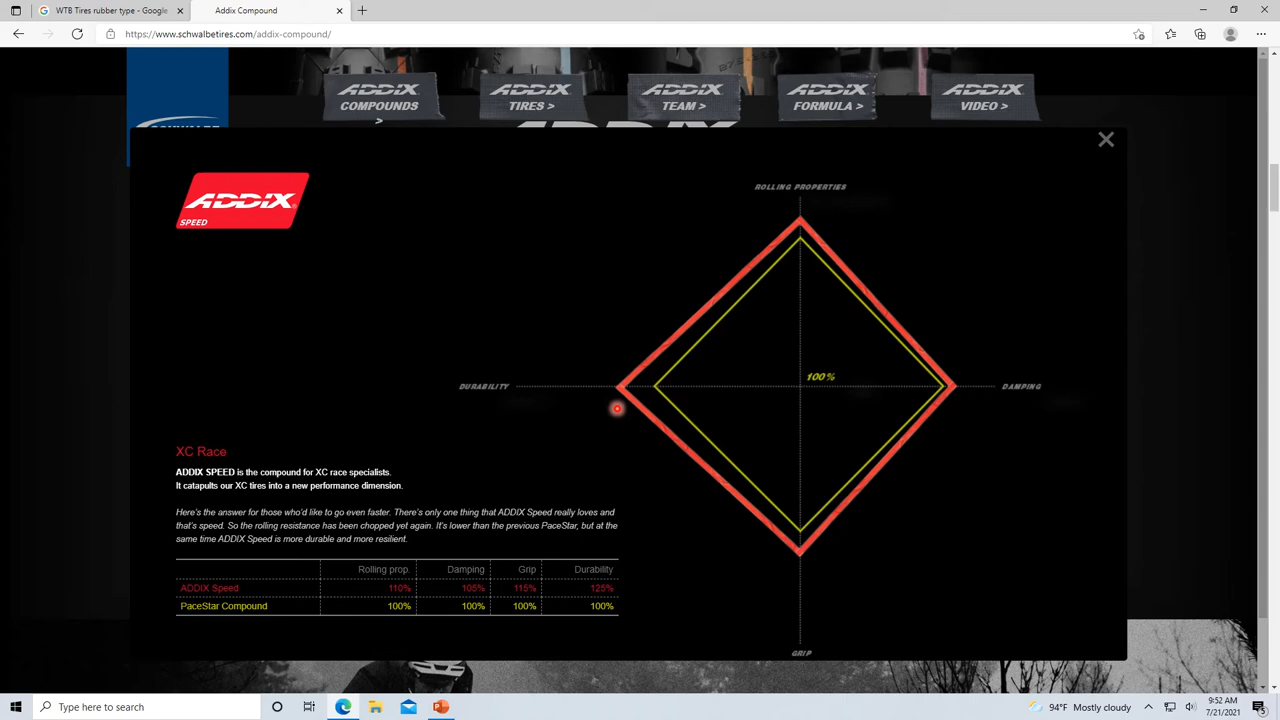 WTB Tires rubber type - Google
Addix Compound
https://www.schwalbetires.com/addix-compound/
ADDIX
COMPOUNDS
>
ADDIX
TIRES >
ADDIX
TEAM >
ADDIX
FORMULA >
ADDIX
VIDEO >
ADDIX
SPEED
ROLLING PROPERTIES
100%
DURABILITY
DAMPING
GRIP
XC Race
ADDIX SPEED is the compound for XC race specialists.
It catapults our XC tires into a new performance dimension.
Here's the answer for those who'd like to go even faster. There's only one thing that ADDIX Speed really loves and
that's speed. So the rolling resistance has been chopped yet again. It's lower than the previous PaceStar, but at the
same time ADDIX Speed is more durable and more resilient.
Rolling prop. Damping Grip Durability
ADDIX Speed 110% 105% 115% 125%
PaceStar Compound 100% 100% 100% 100%
Type here to search
94°F Mostly cloudy
9:52 AM
7/21/2021
5